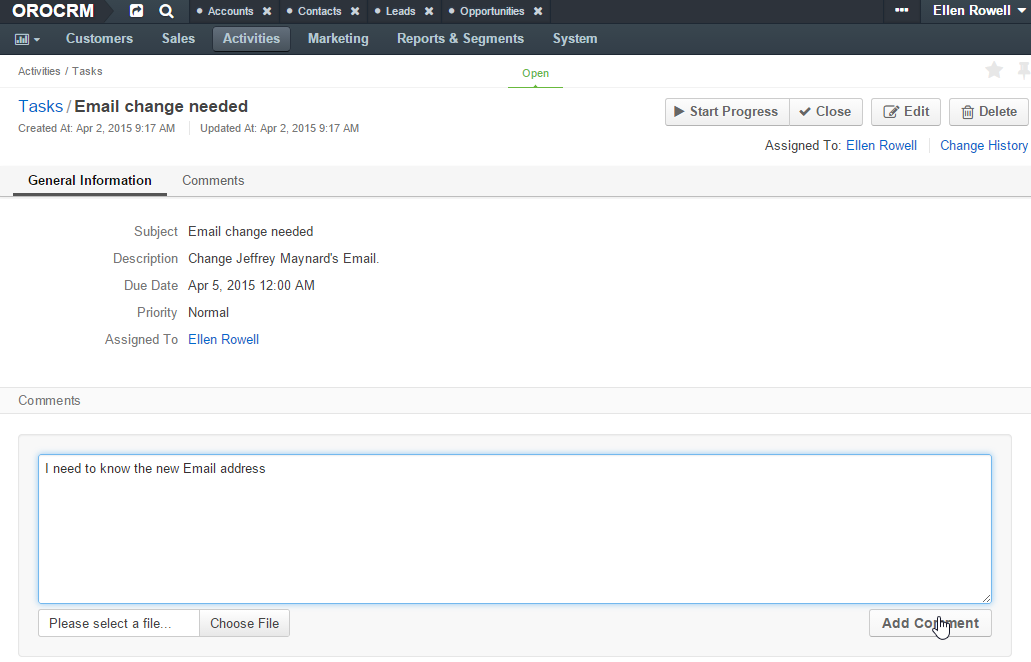 OROCRM Accounts Contacts Leads Opportunities Ellen Rowell
Customers Sales Activities Marketing Reports & Segments System
Activities / Tasks
Open
Tasks / Email change needed
Start Progress Close Edit Delete
Created At: Apr 2, 2015 9:17 AM Updated At: Apr 2, 2015 9:17 AM
Assigned To: Ellen Rowell Change History
General Information Comments
Subject Email change needed
Description Change Jeffrey Maynard's Email.
Due Date Apr 5, 2015 12:00 AM
Priority Normal
Assigned To Ellen Rowell
Comments
I need to know the new Email address
Please select a file... Choose File Add Comment